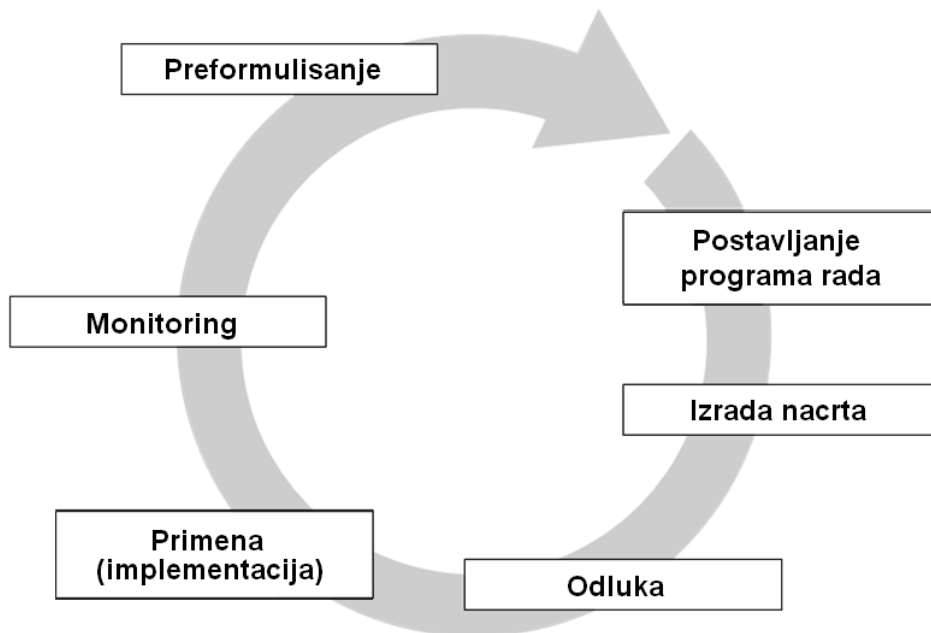 Preformulisanje
Postavljanje
programa rada
Monitoring
Izrada nacrta
Primena
(implementacija)
Odluka